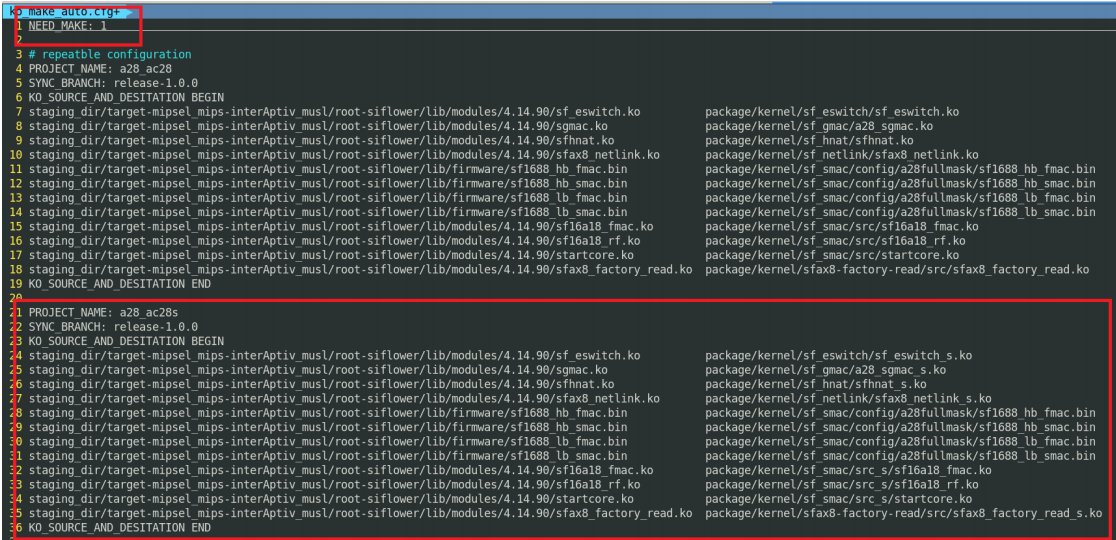 ko_make_auto.cfg+
1 NEED_MAKE: 1
2
3 # repeatble configuration
4 PROJECT_NAME: a28_ac28
5 SYNC_BRANCH: release-1.0.0
6 KO_SOURCE_AND_DESITATION BEGIN
7 staging_dir/target-mipsel_mips-interAptiv_musl/root-siflower/lib/modules/4.14.90/sf_eswitch.ko package/kernel/sf_eswitch/sf_eswitch.ko
8 staging_dir/target-mipsel_mips-interAptiv_musl/root-siflower/lib/modules/4.14.90/sgmac.ko package/kernel/sf_gmac/a28_sgmac.ko
9 staging_dir/target-mipsel_mips-interAptiv_musl/root-siflower/lib/modules/4.14.90/sfhnat.ko package/kernel/sf_hnat/sfhnat.ko
10 staging_dir/target-mipsel_mips-interAptiv_musl/root-siflower/lib/modules/4.14.90/sfax8_netlink.ko package/kernel/sf_netlink/sfax8_netlink.ko
11 staging_dir/target-mipsel_mips-interAptiv_musl/root-siflower/lib/firmware/sf1688_hb_fmac.bin package/kernel/sf_smac/config/a28fullmask/sf1688_hb_fmac.bin
12 staging_dir/target-mipsel_mips-interAptiv_musl/root-siflower/lib/firmware/sf1688_hb_smac.bin package/kernel/sf_smac/config/a28fullmask/sf1688_hb_smac.bin
13 staging_dir/target-mipsel_mips-interAptiv_musl/root-siflower/lib/firmware/sf1688_lb_fmac.bin package/kernel/sf_smac/config/a28fullmask/sf1688_lb_fmac.bin
14 staging_dir/target-mipsel_mips-interAptiv_musl/root-siflower/lib/firmware/sf1688_lb_smac.bin package/kernel/sf_smac/config/a28fullmask/sf1688_lb_smac.bin
15 staging_dir/target-mipsel_mips-interAptiv_musl/root-siflower/lib/modules/4.14.90/sf16a18_fmac.ko package/kernel/sf_smac/src/sf16a18_fmac.ko
16 staging_dir/target-mipsel_mips-interAptiv_musl/root-siflower/lib/modules/4.14.90/sf16a18_rf.ko package/kernel/sf_smac/src/sf16a18_rf.ko
17 staging_dir/target-mipsel_mips-interAptiv_musl/root-siflower/lib/modules/4.14.90/startcore.ko package/kernel/sf_smac/src/startcore.ko
18 staging_dir/target-mipsel_mips-interAptiv_musl/root-siflower/lib/modules/4.14.90/sfax8_factory_read.ko package/kernel/sfax8-factory-read/src/sfax8_factory_read.ko
19 KO_SOURCE_AND_DESITATION END
20
21 PROJECT_NAME: a28_ac28s
22 SYNC_BRANCH: release-1.0.0
23 KO_SOURCE_AND_DESITATION BEGIN
24 staging_dir/target-mipsel_mips-interAptiv_musl/root-siflower/lib/modules/4.14.90/sf_eswitch.ko package/kernel/sf_eswitch/sf_eswitch_s.ko
25 staging_dir/target-mipsel_mips-interAptiv_musl/root-siflower/lib/modules/4.14.90/sgmac.ko package/kernel/sf_gmac/a28_sgmac_s.ko
26 staging_dir/target-mipsel_mips-interAptiv_musl/root-siflower/lib/modules/4.14.90/sfhnat.ko package/kernel/sf_hnat/sfhnat_s.ko
27 staging_dir/target-mipsel_mips-interAptiv_musl/root-siflower/lib/modules/4.14.90/sfax8_netlink.ko package/kernel/sf_netlink/sfax8_netlink_s.ko
28 staging_dir/target-mipsel_mips-interAptiv_musl/root-siflower/lib/firmware/sf1688_hb_fmac.bin package/kernel/sf_smac/config/a28fullmask/sf1688_hb_fmac.bin
29 staging_dir/target-mipsel_mips-interAptiv_musl/root-siflower/lib/firmware/sf1688_hb_smac.bin package/kernel/sf_smac/config/a28fullmask/sf1688_hb_smac.bin
30 staging_dir/target-mipsel_mips-interAptiv_musl/root-siflower/lib/firmware/sf1688_lb_fmac.bin package/kernel/sf_smac/config/a28fullmask/sf1688_lb_fmac.bin
31 staging_dir/target-mipsel_mips-interAptiv_musl/root-siflower/lib/firmware/sf1688_lb_smac.bin package/kernel/sf_smac/config/a28fullmask/sf1688_lb_smac.bin
32 staging_dir/target-mipsel_mips-interAptiv_musl/root-siflower/lib/modules/4.14.90/sf16a18_fmac.ko package/kernel/sf_smac/src_s/sf16a18_fmac.ko
33 staging_dir/target-mipsel_mips-interAptiv_musl/root-siflower/lib/modules/4.14.90/sf16a18_rf.ko package/kernel/sf_smac/src_s/sf16a18_rf.ko
34 staging_dir/target-mipsel_mips-interAptiv_musl/root-siflower/lib/modules/4.14.90/startcore.ko package/kernel/sf_smac/src_s/startcore.ko
35 staging_dir/target-mipsel_mips-interAptiv_musl/root-siflower/lib/modules/4.14.90/sfax8_factory_read.ko package/kernel/sfax8-factory-read/src/sfax8_factory_read_s.ko
36 KO_SOURCE_AND_DESITATION END